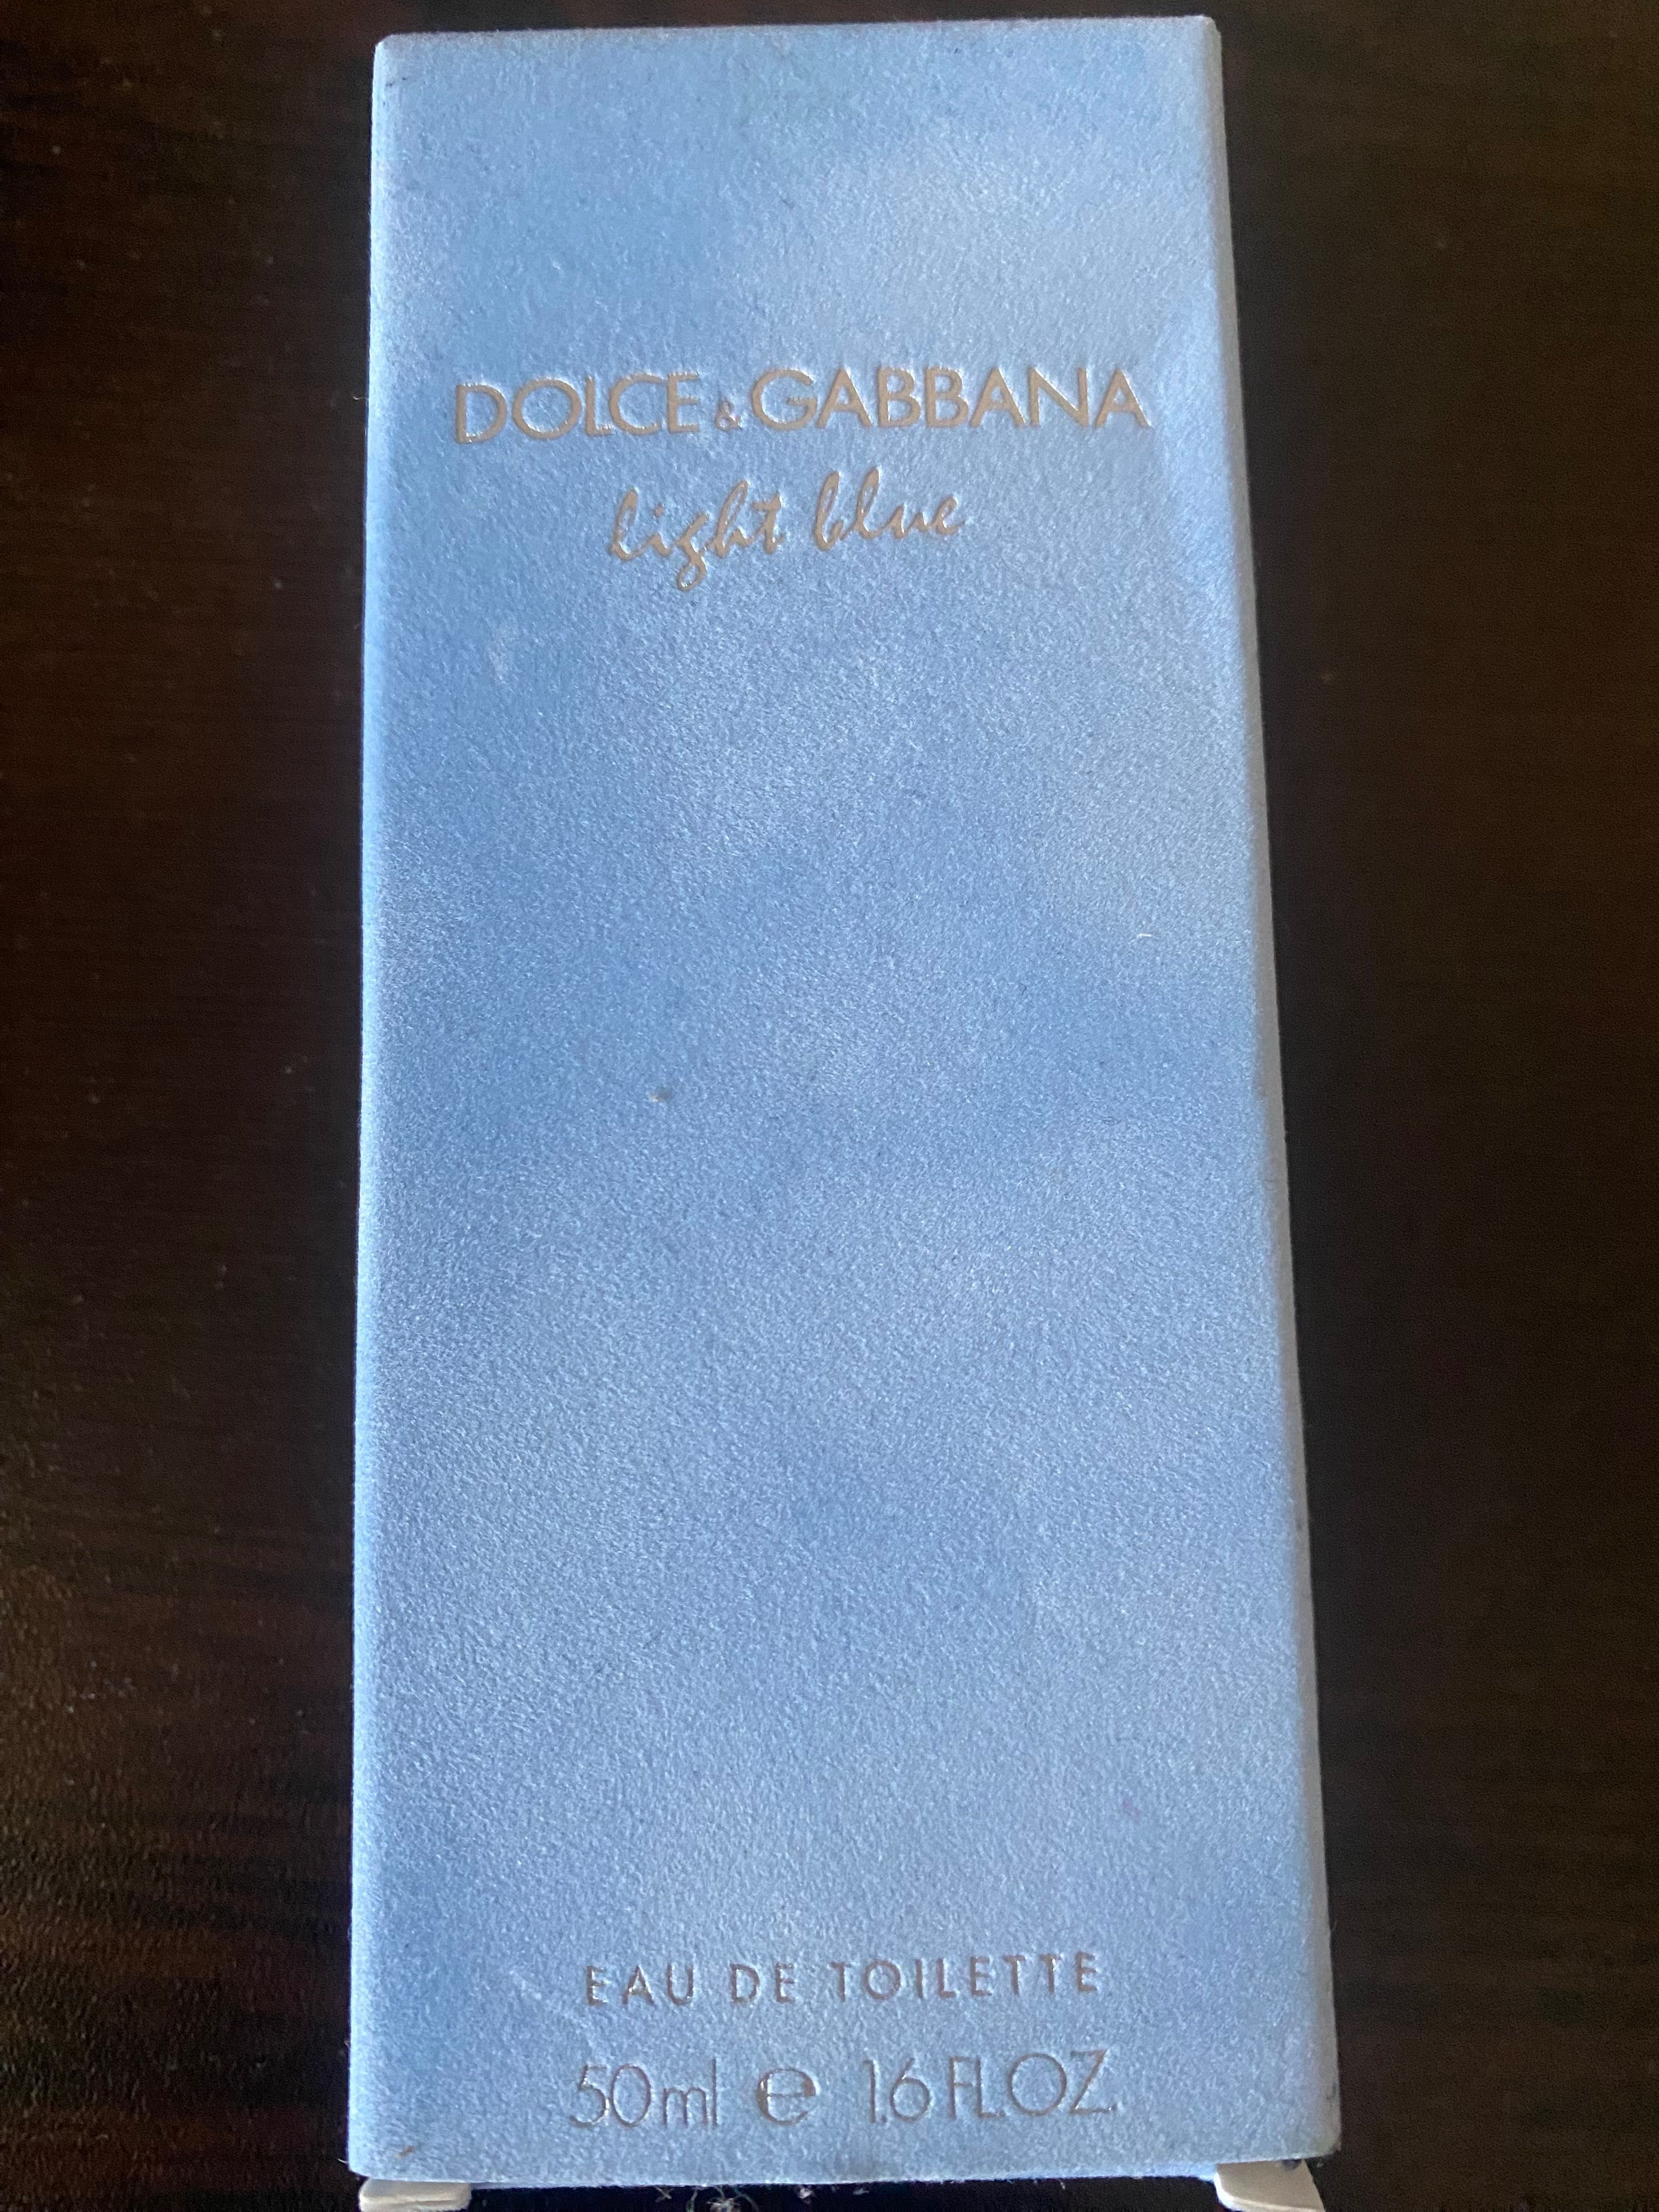 DOLCE & GABBANA
light blue
EAU DE TOILETTE
50ml e 1.6 FL.OZ.